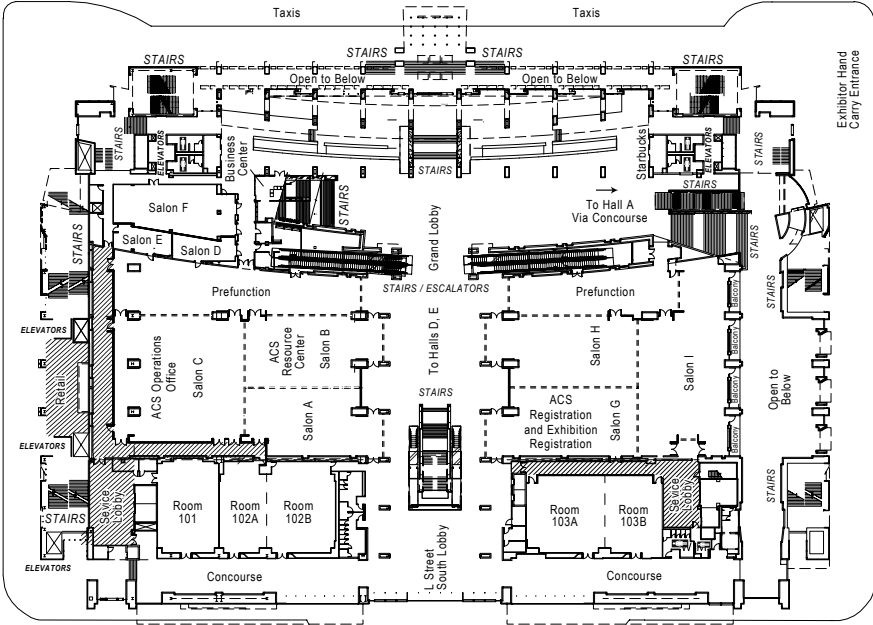 Taxis
Taxis
STAIRS
STAIRS
STAIRS
STAIRS
Open to Below
Open to Below
Exhibitor Hand
Carry Entrance
STAIRS
ELEVATORS
Business
Center
STAIRS
Starbucks
ELEVATORS
STAIRS
STAIRS
STAIRS
Salon F
To Hall A
Via Concourse
Salon E
Salon D
STAIRS
Grand Lobby
STAIRS
STAIRS / ESCALATORS
Prefunction
Prefunction
ELEVATORS
Balcony
Balcony
Balcony
Balcony
Retail
ACS Operations
Office
Salon C
ACS
Resource
Center
Salon B
To Halls D, E
Salon H
Salon I
Open to
Below
Salon A
STAIRS
ACS
Registration
and Exhibition
Registration
Salon G
ELEVATORS
STAIRS
Sevice
Lobby
Room
101
Room
102A
Room
102B
Room
103A
Room
103B
Sevice
Lobby
STAIRS
ELEVATORS
Concourse
L Street
South Lobby
Concourse